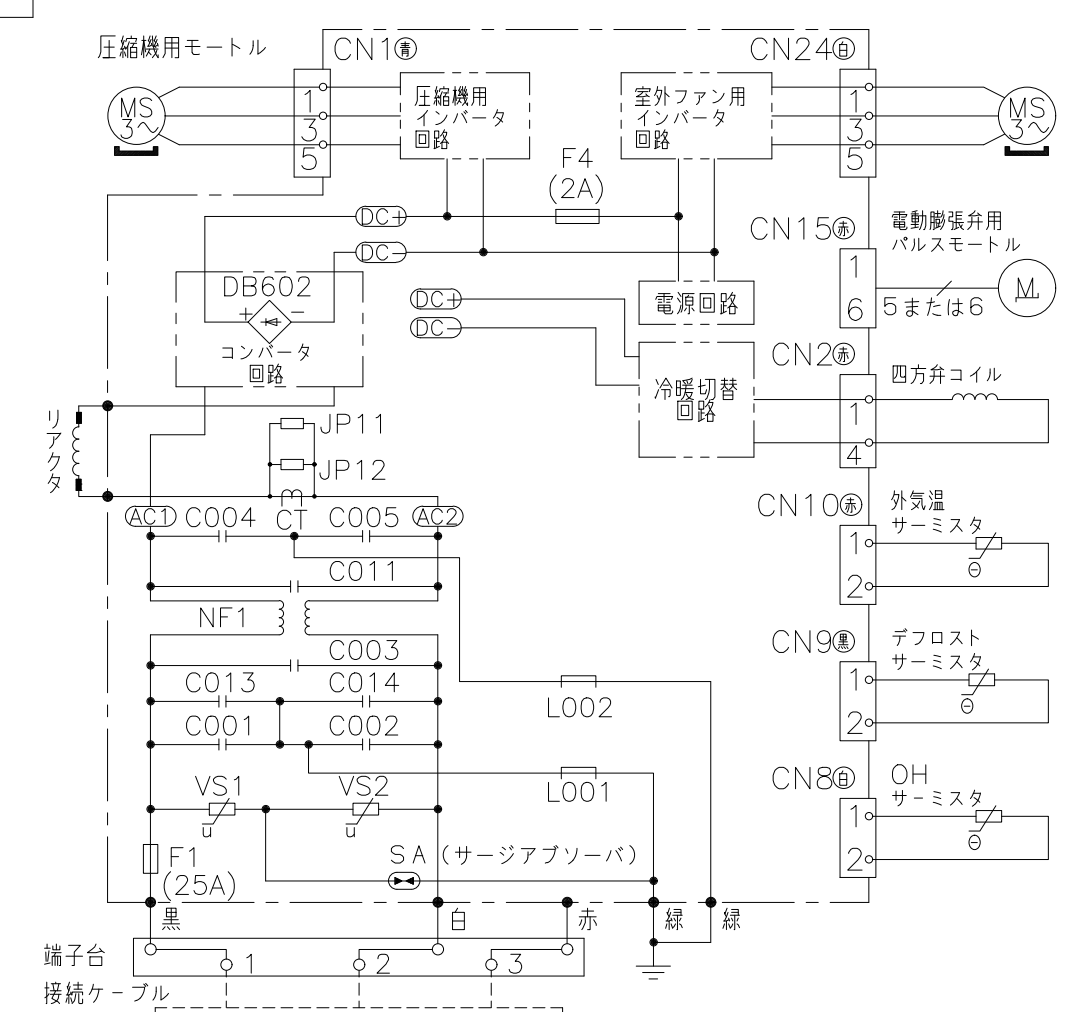 圧縮機用モートル
CN1青
CN24白
MS
3~
1
3
5
圧縮機用
インバータ
回路
室外ファン用
インバータ
回路
1
3
5
MS
3~
F4
(2A)
DC+
DC-
CN15赤
電動膨張弁用
パルスモートル
1
6
5または6
M
DB602
+
-
コンバータ
回路
DC+
DC-
電源回路
CN2赤
四方弁コイル
冷暖切替
回路
1
4
リアクタ
JP11
JP12
CT
AC1
C004
C005
AC2
CN10赤
外気温
サーミスタ
1
2
θ
C011
NF1
C003
C013
C014
C001
C002
L002
L001
CN9黒
デフロスト
サーミスタ
1
2
θ
VS1
u
VS2
u
CN8白
OH
サーミスタ
1
2
θ
F1
(25A)
SA(サージアブソーバ)
黒
白
赤
緑
緑
端子台
1
2
3
接続ケーブル